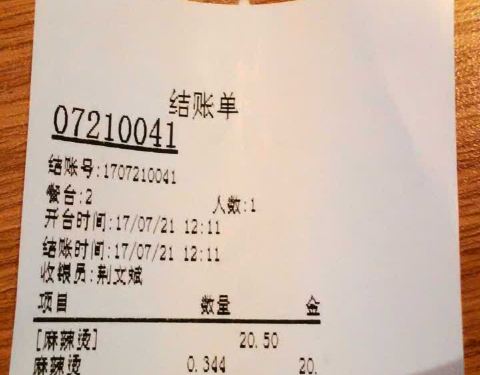 结账单
07210041
结账号:1707210041
餐台:2 人数:1
开台时间:17/07/21 12:11
结账时间:17/07/21 12:11
收银员:荆文斌
项目 数量 金
[麻辣烫] 20.50
麻辣烫 0.344 20.